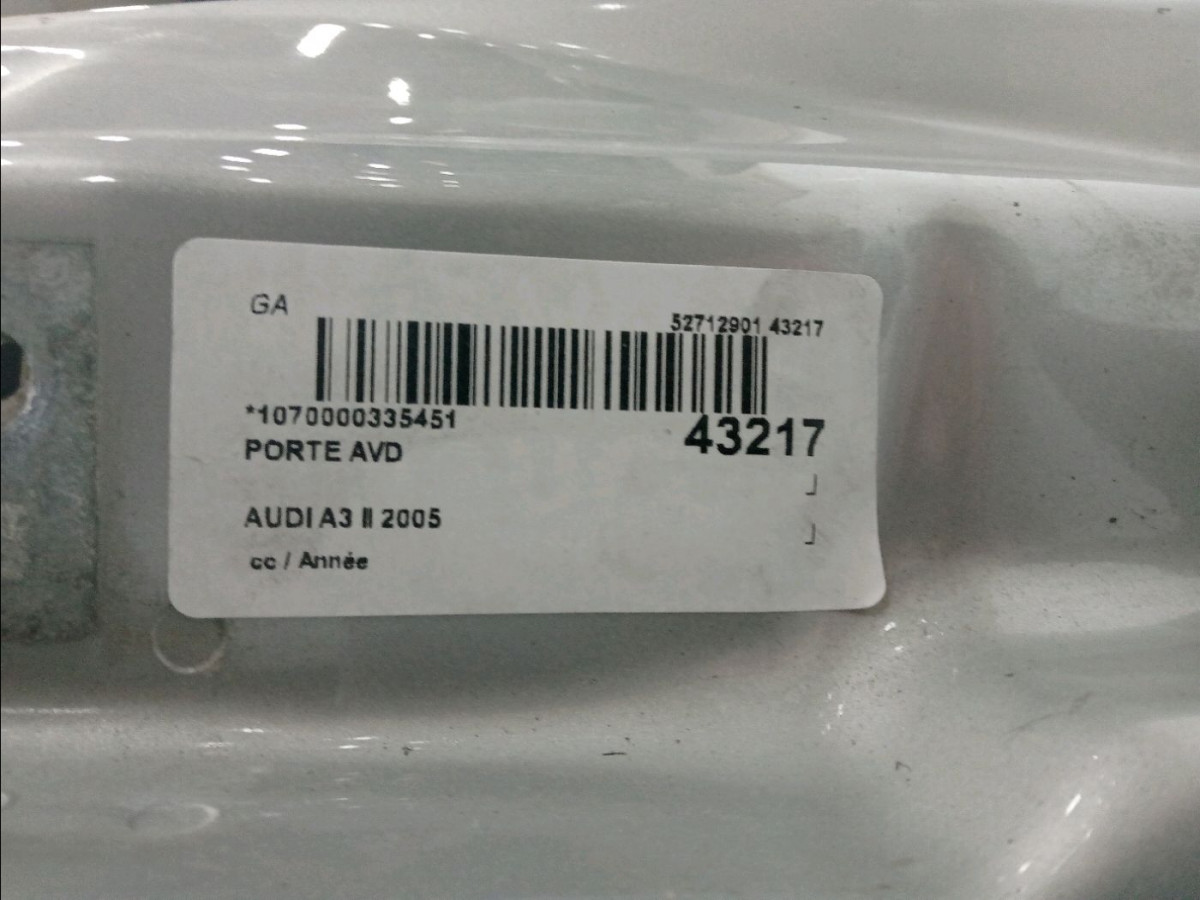 GA
52712901 43217
*1070000335451
43217
PORTE AVD
AUDI A3 II 2005
cc / Année